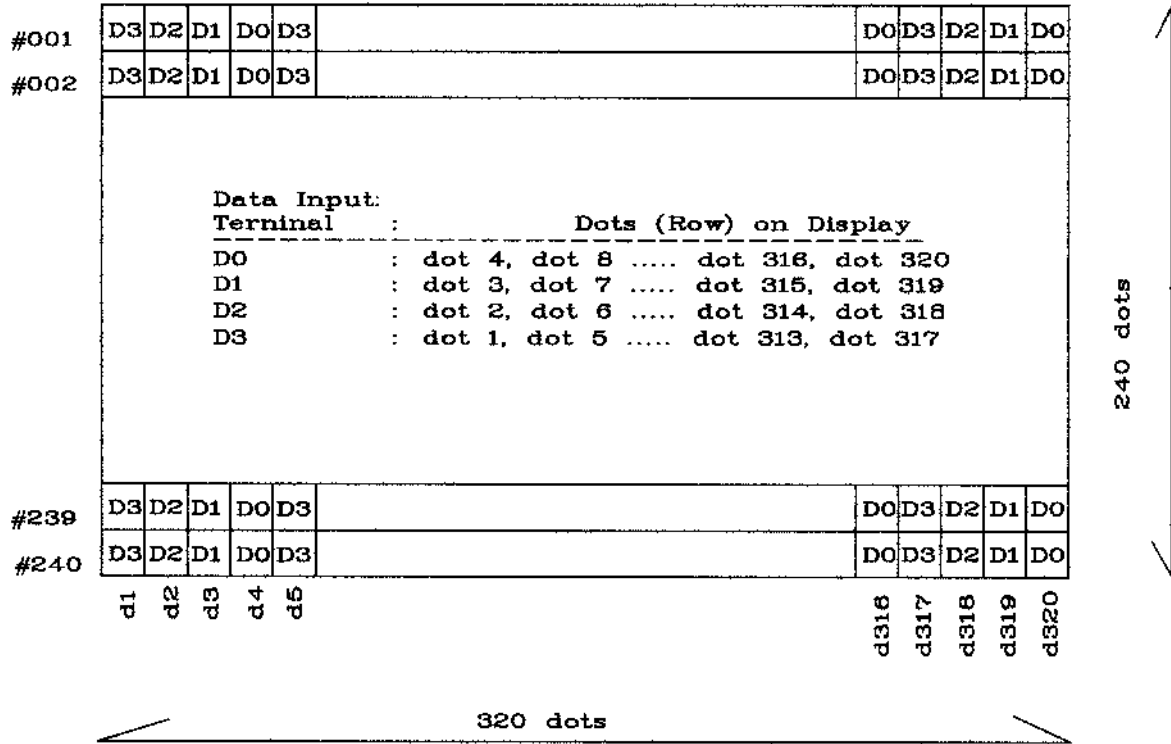 #001 D3 D2 D1 D0 D3 D0 D3 D2 D1 D0
#002 D3 D2 D1 D0 D3 D0 D3 D2 D1 D0
Data Input:
Terninal : Dots (Row) on Display
D0 : dot 4, dot 8 ..... dot 316, dot 320
D1 : dot 3, dot 7 ..... dot 315, dot 319
D2 : dot 2, dot 6 ..... dot 314, dot 318
D3 : dot 1, dot 5 ..... dot 313, dot 317
240 dots
#239 D3 D2 D1 D0 D3 D0 D3 D2 D1 D0
#240 D3 D2 D1 D0 D3 D0 D3 D2 D1 D0
d1 d2 d3 d4 d5 d316 d317 d318 d319 d320
320 dots